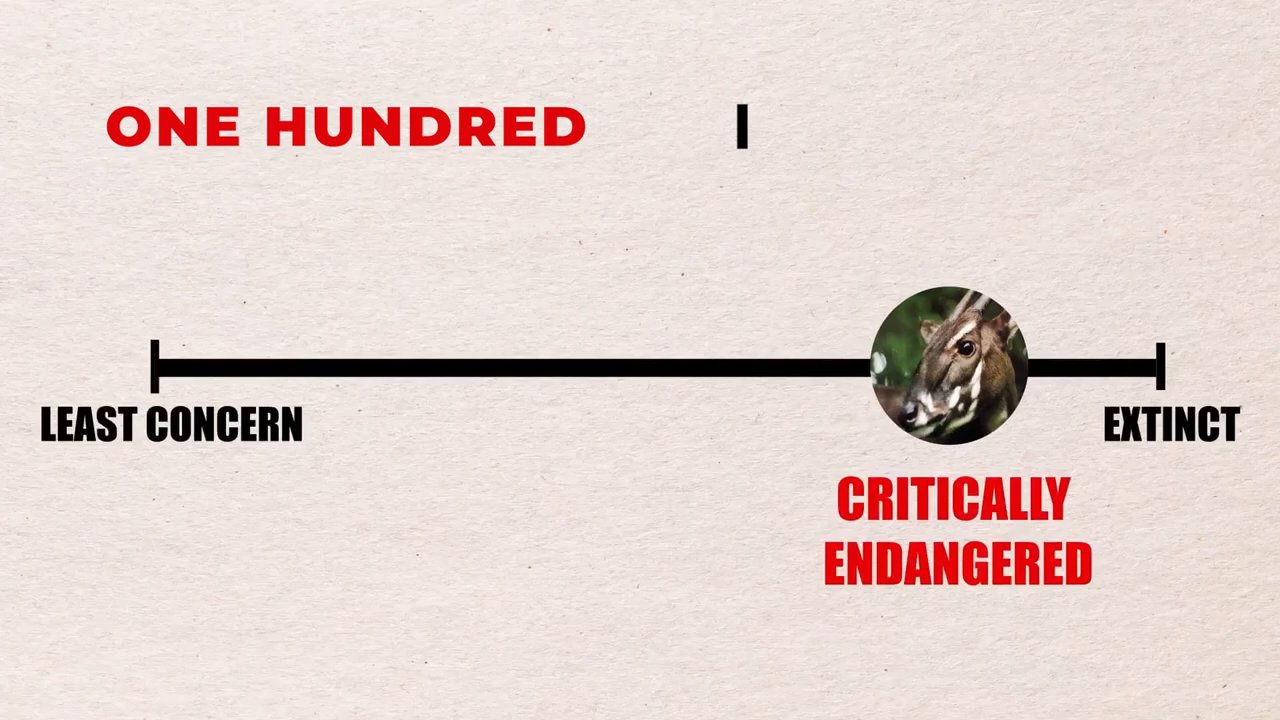 ONE HUNDRED
LEAST CONCERN
EXTINCT
CRITICALLY
ENDANGERED